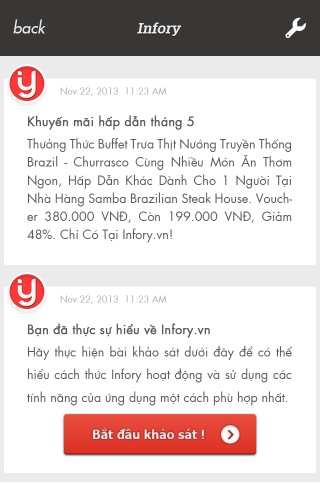 back
Infory
Nov 22, 2013 11:23 AM
Khuyến mãi hấp dẫn tháng 5
Thưởng Thức Buffet Trưa Thịt Nướng Truyền Thống
Brazil - Churrasco Cùng Nhiều Món Ăn Thơm
Ngon, Hấp Dẫn Khác Dành Cho 1 Người Tại
Nhà Hàng Samba Brazilian Steak House. Vouch-
er 380.000 VNĐ, Còn 199.000 VNĐ, Giảm
48%. Chỉ Có Tại Infory.vn!
Nov 22, 2013 11:23 AM
Bạn đã thực sự hiểu về Infory.vn
Hãy thực hiện bài khảo sát dưới đây để có thể
hiểu cách thức Infory hoạt động và sử dụng các
tính năng của ứng dụng một cách phù hợp nhất.
Bắt đầu khảo sát !